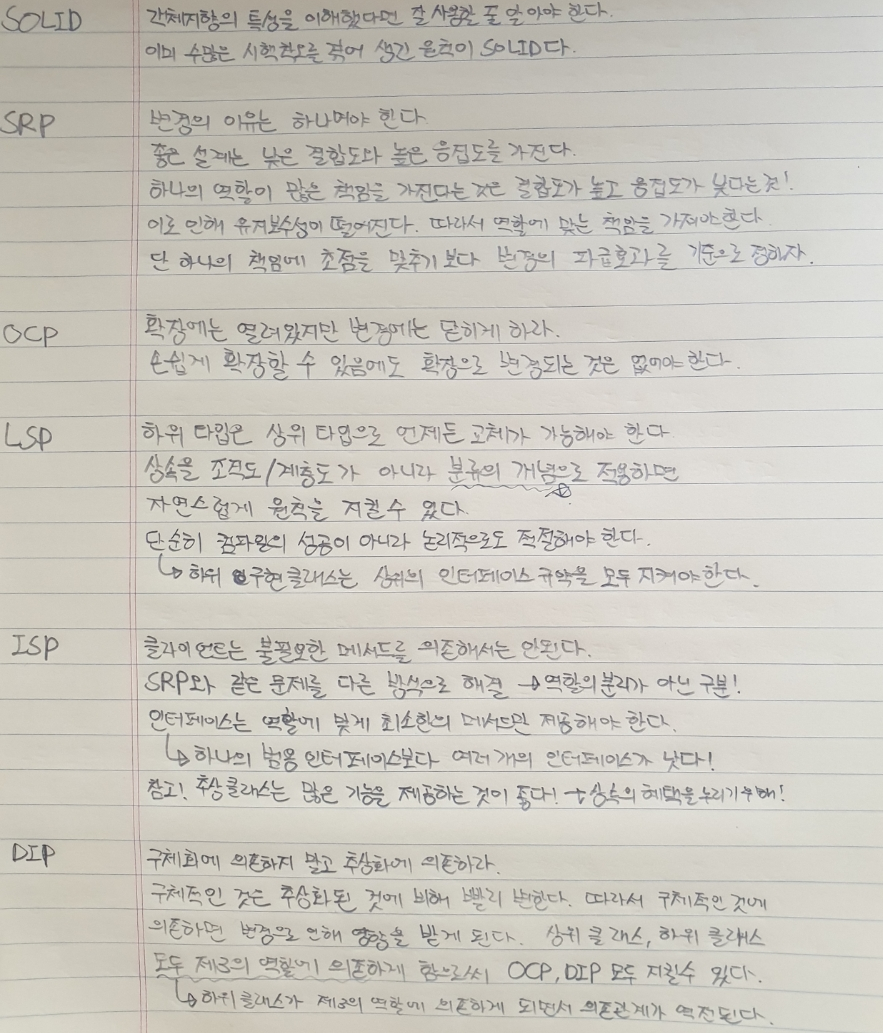 SOLID 객체지향의 특성을 이해했다면 잘 사용할 줄 알아야 한다.
이미 수많은 시행착오를 겪어 생긴 원칙이 SOLID다.
SRP 변경의 이유는 하나여야 한다.
좋은 설계는 낮은 결합도와 높은 응집도를 가진다.
하나의 역할이 많은 책임을 가진다는 것은 결합도가 높고 응집도가 낮다는 것!
이로 인해 유지보수성이 떨어진다. 따라서 역할에 맞는 책임을 가져야한다.
단 하나의 책임에 초점을 맞추기 보다 변경의 파급효과를 기준으로 정하자.
OCP 확장에는 열려있지만 변경에는 닫히게 하라.
손쉽게 확장할 수 있음에도 확장으로 변경되는 것은 없어야 한다.
LSP 하위 타입은 상위 타입으로 언제든 교체가 가능해야 한다
상속을 조직도/계층도가 아니라 분류의 개념으로 적용하면
자연스럽게 원칙을 지킬 수 있다.
단순히 컴파일의 성공이 아니라 논리적으로도 적절해야 한다.
↳ 하위 구현클래스는 상위의 인터페이스 규약을 모두 지켜야한다.
ISP 클라이언트는 불필요한 메서드를 의존해서는 안된다.
SRP와 같은 문제를 다른 방식으로 해결 → 역할의 분리가 아닌 구분!
인터페이스는 역할에 맞게 최소한의 메서드만 제공해야 한다.
↳ 하나의 범용 인터페이스보다 여러 개의 인터페이스가 낫다!
참고! 추상클래스는 많은 기능을 제공하는 것이 좋다! → 상속의 혜택을 누리기 위해!
DIP 구체화에 의존하지 말고 추상화에 의존하라.
구체적인 것은 추상화된 것에 비해 빨리 변한다. 따라서 구체적인 것에
의존하면 변경으로 인해 영향을 받게 된다. 상위 클래스, 하위 클래스
모두 제3의 역할에 의존하게 함으로써 OCP, DIP 모두 지킬수 있다.
↳ 하위클래스가 제3의 역할에 의존하게 되면서 의존관계가 역전된다.